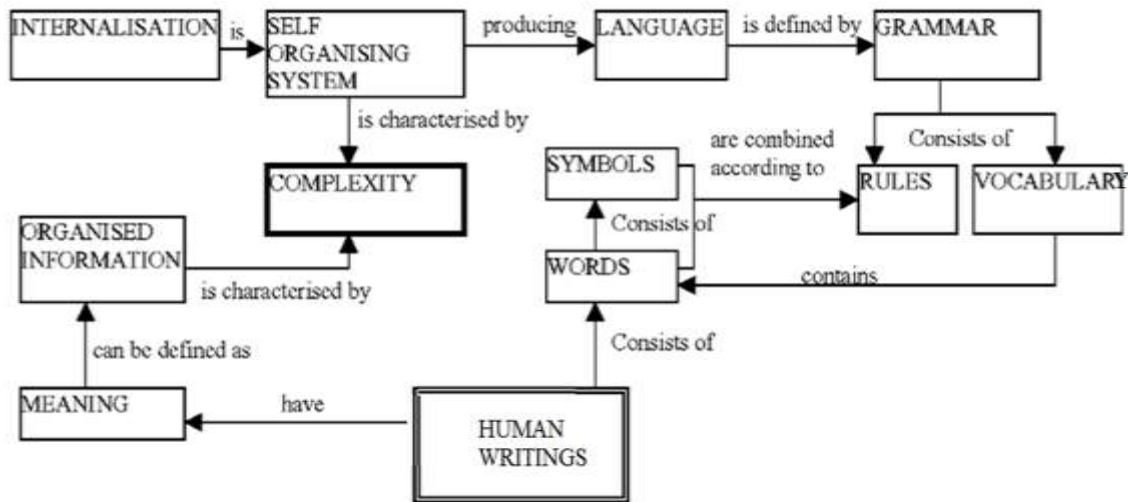 INTERNALISATION
is
SELF
ORGANISING
SYSTEM
producing
LANGUAGE
is defined by
GRAMMAR
is characterised by
are combined
according to
Consists of
COMPLEXITY
SYMBOLS
RULES
VOCABULARY
ORGANISED
INFORMATION
Consists of
is characterised by
WORDS
contains
can be defined as
Consists of
MEANING
have
HUMAN
WRITINGS